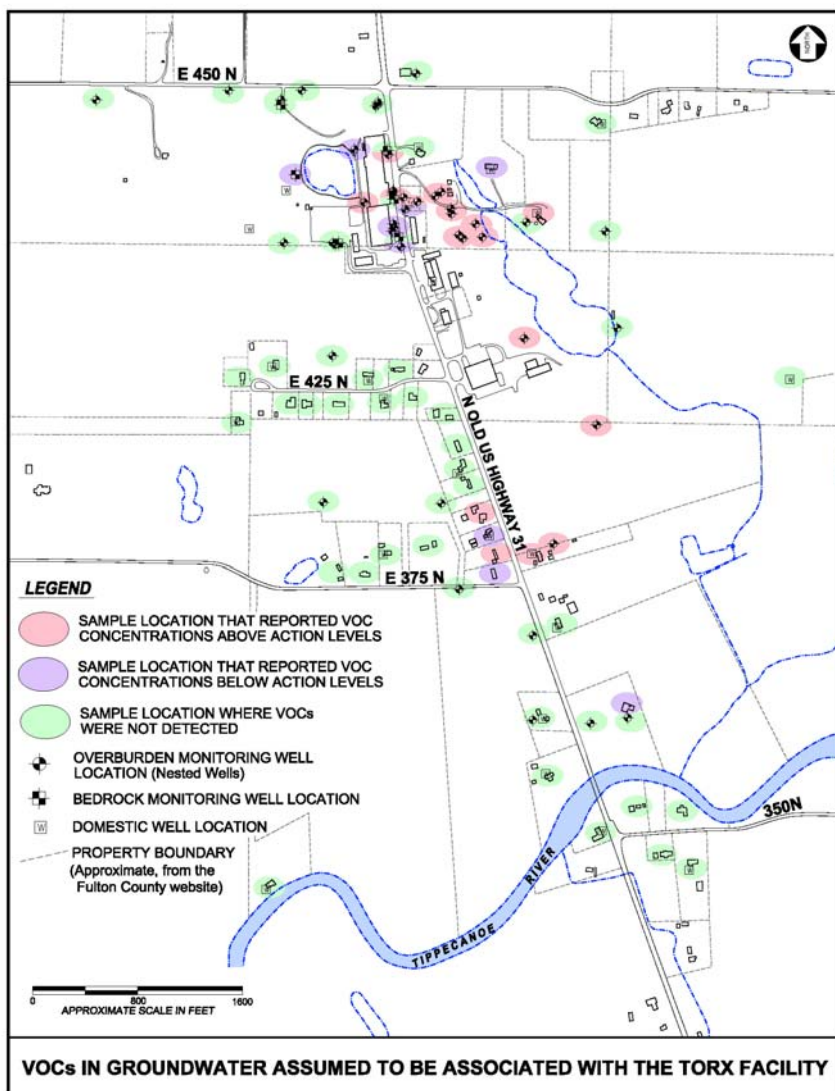 NORTH
E 450 N
E 425 N
N OLD US HIGHWAY 31
E 375 N
LEGEND
SAMPLE LOCATION THAT REPORTED VOC
CONCENTRATIONS ABOVE ACTION LEVELS
SAMPLE LOCATION THAT REPORTED VOC
CONCENTRATIONS BELOW ACTION LEVELS
SAMPLE LOCATION WHERE VOCs
WERE NOT DETECTED
OVERBURDEN MONITORING WELL
LOCATION (Nested Wells)
BEDROCK MONITORING WELL LOCATION
W DOMESTIC WELL LOCATION
PROPERTY BOUNDARY
(Approximate, from the
Fulton County website)
350N
TIPPECANOE RIVER
0 800 1600
APPROXIMATE SCALE IN FEET
VOCs IN GROUNDWATER ASSUMED TO BE ASSOCIATED WITH THE TORX FACILITY